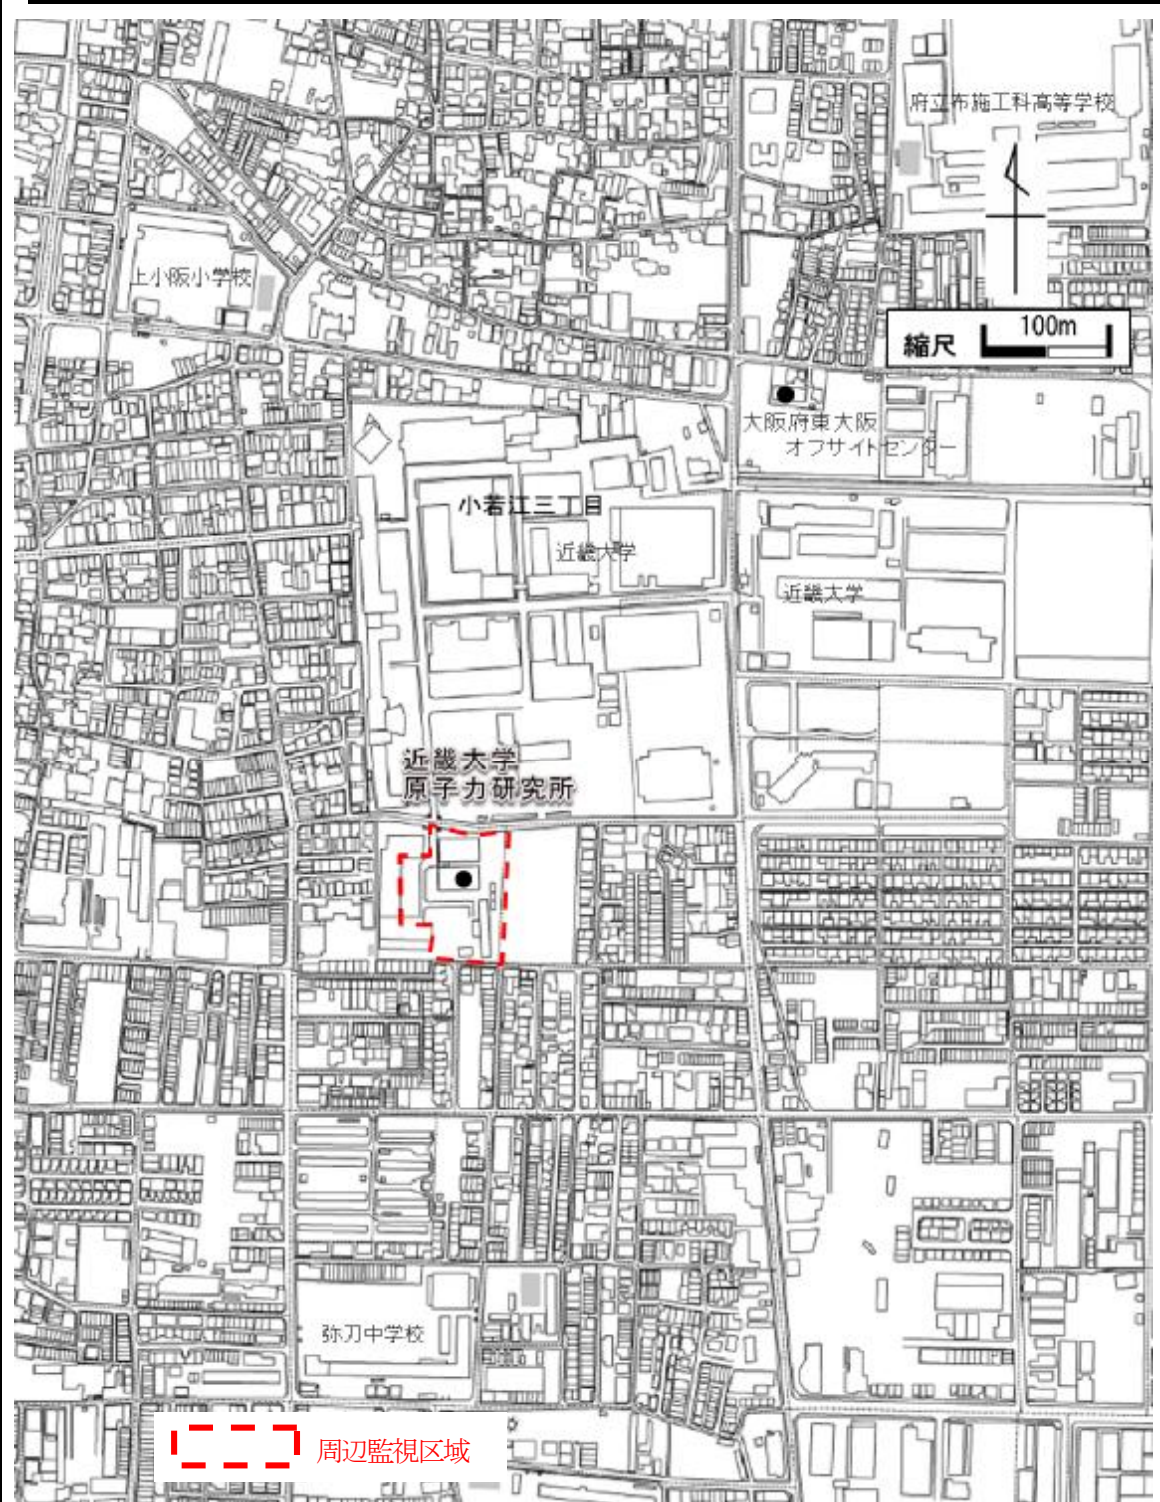 府立布施工科高等学校
上小阪小学校
縮尺
100m
大阪府東大阪
オフサイトセンター
小若江三丁目
近畿大学
近畿大学
近畿大学
原子力研究所
弥刀中学校
周辺監視区域